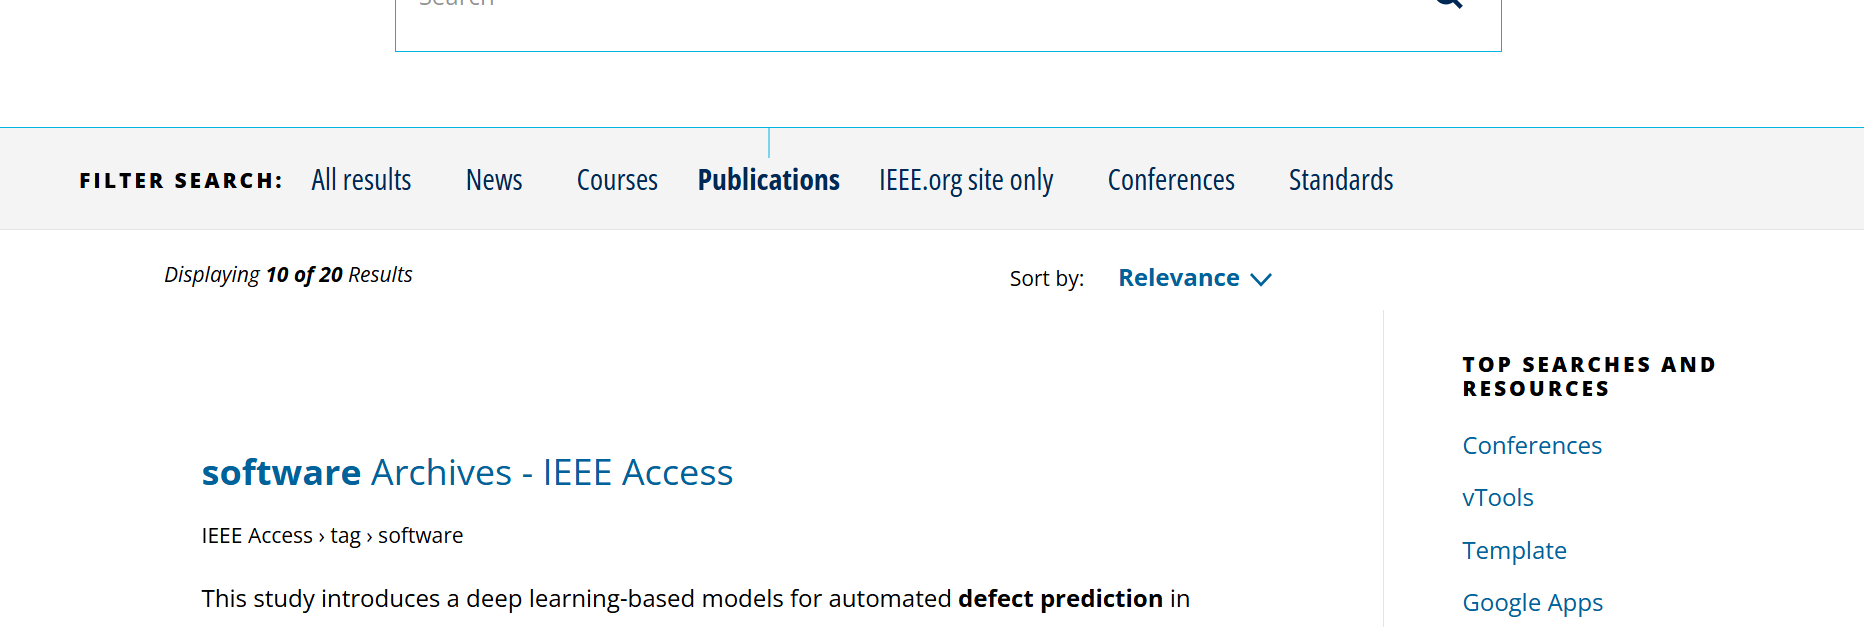 Search
FILTER SEARCH: All results News Courses Publications IEEE.org site only Conferences Standards
Displaying 10 of 20 Results
Sort by: Relevance
TOP SEARCHES AND
RESOURCES
Conferences
vTools
Template
Google Apps
software Archives - IEEE Access
IEEE Access › tag › software
This study introduces a deep learning-based models for automated defect prediction in